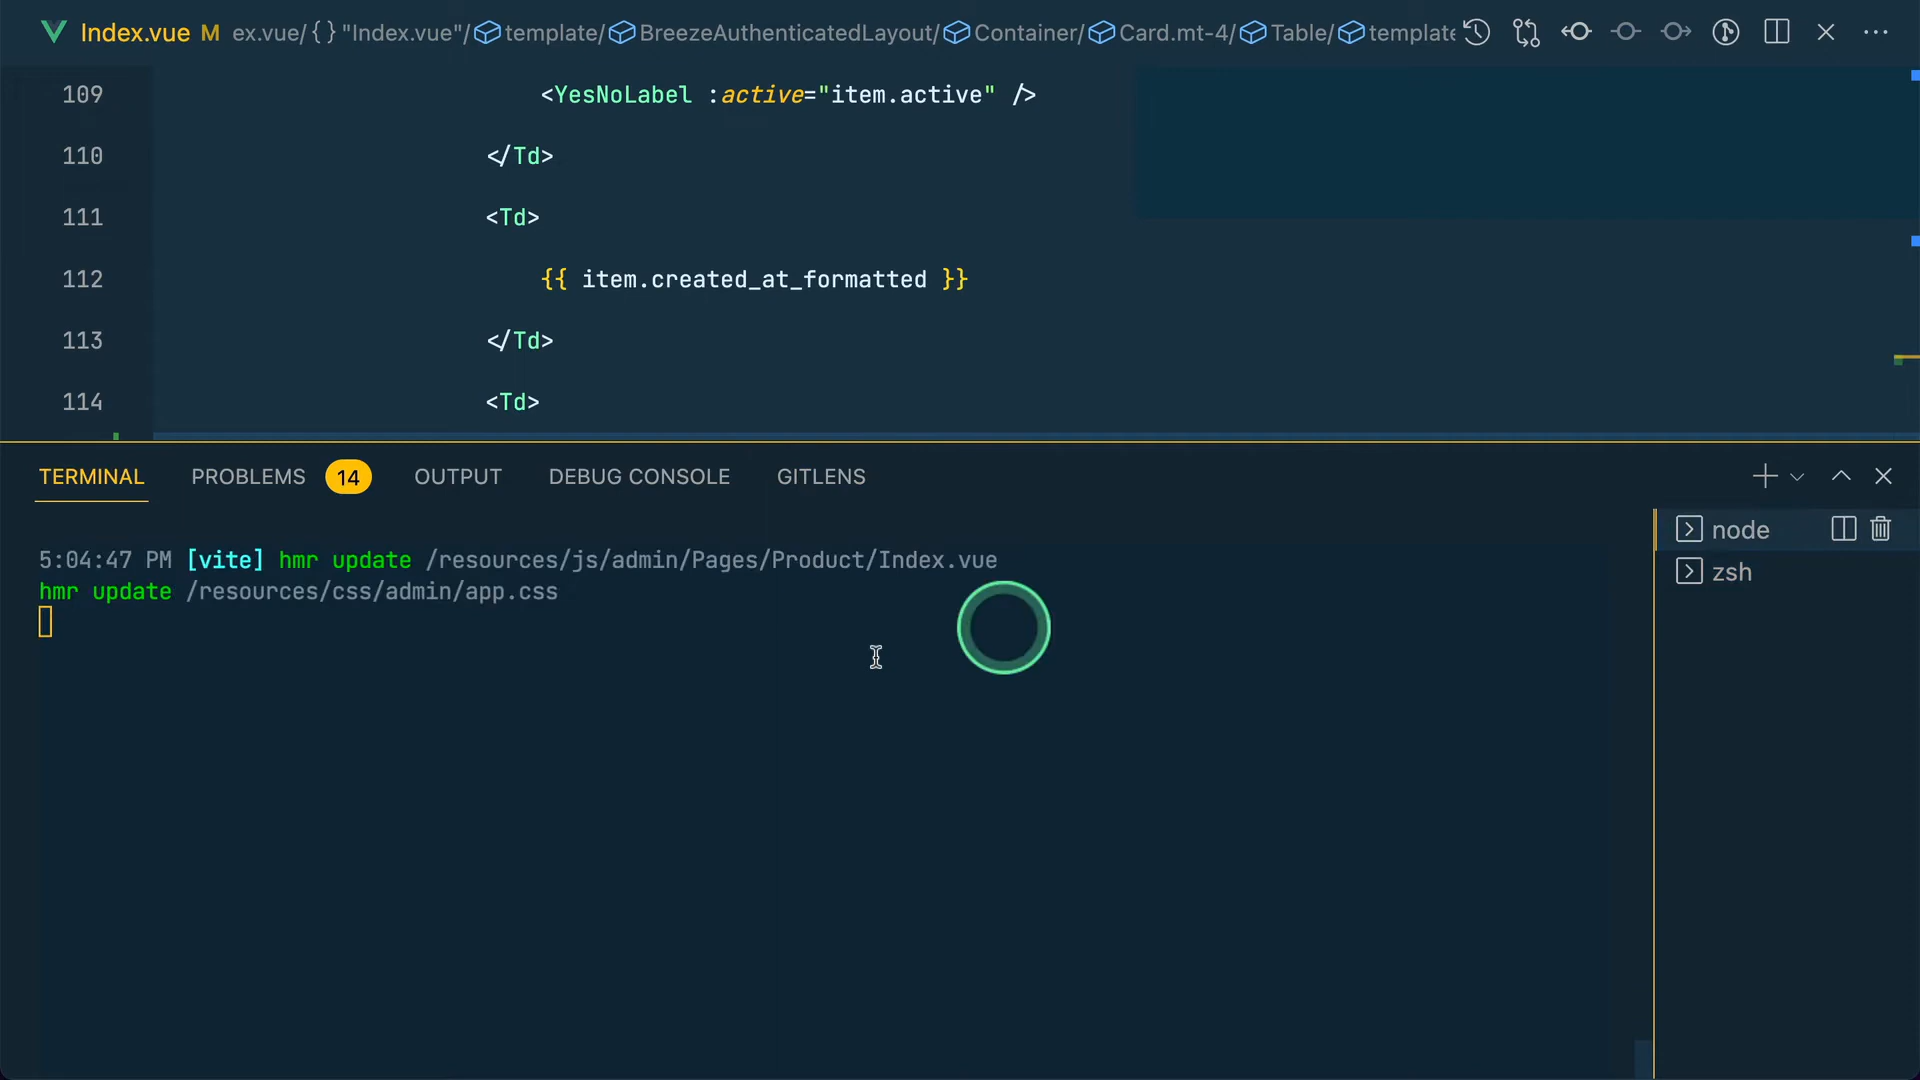 Index.vue M ex.vue/ {} "Index.vue"/ template/ BreezeAuthenticatedLayout/ Container/ Card.mt-4/ Table/ template
109 <YesNoLabel :active="item.active" />
110 </Td>
111 <Td>
112 {{ item.created_at_formatted }}
113 </Td>
114 <Td>
TERMINAL PROBLEMS 14 OUTPUT DEBUG CONSOLE GITLENS
5:04:47 PM [vite] hmr update /resources/js/admin/Pages/Product/Index.vue
hmr update /resources/css/admin/app.css
node
zsh